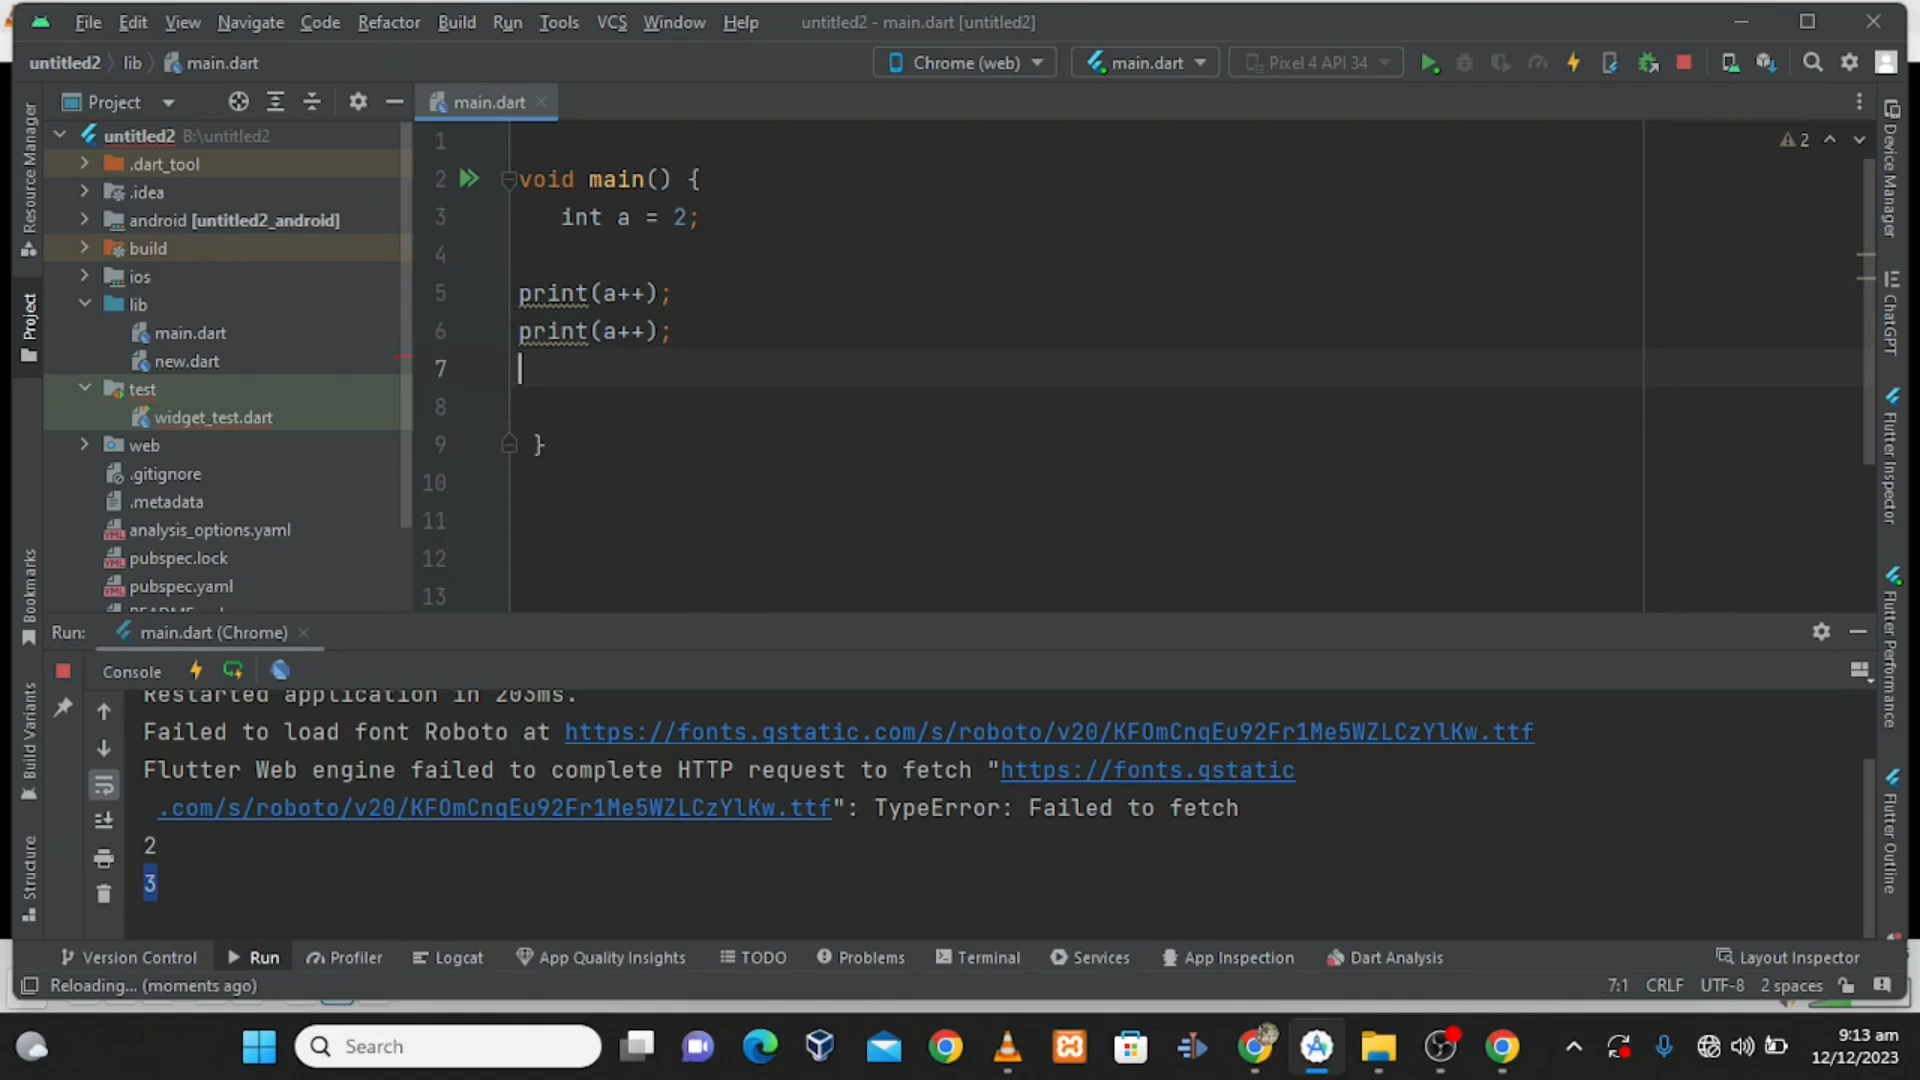 File Edit View Navigate Code Refactor Build Run Tools VCS Window Help untitled2 - main.dart [untitled2]
untitled2 lib main.dart Chrome (web) main.dart Pixel 4 API 34
Project main.dart
untitled2 B:\untitled2
.dart_tool
.idea
android [untitled2_android]
build
ios
lib
main.dart
new.dart
test
widget_test.dart
web
.gitignore
.metadata
analysis_options.yaml
pubspec.lock
pubspec.yaml
1
2 void main() {
3 int a = 2;
4
5 print(a++);
6 print(a++);
7
8
9 }
10
11
12
13
2
Resource Manager
Project
Bookmarks
Build Variants
Structure
Device Manager
ChatGPT
Flutter Inspector
Flutter Performance
Flutter Outline
Run: main.dart (Chrome)
Console
Restarted application in 203ms.
Failed to load font Roboto at https://fonts.gstatic.com/s/roboto/v20/KFOmCnqEu92Fr1Me5WZLCzYlKw.ttf
Flutter Web engine failed to complete HTTP request to fetch "https://fonts.gstatic
.com/s/roboto/v20/KFOmCnqEu92Fr1Me5WZLCzYlKw.ttf": TypeError: Failed to fetch
2
3
Version Control Run Profiler Logcat App Quality Insights TODO Problems Terminal Services App Inspection Dart Analysis Layout Inspector
Reloading... (moments ago) 7:1 CRLF UTF-8 2 spaces
Search
9:13 am
12/12/2023